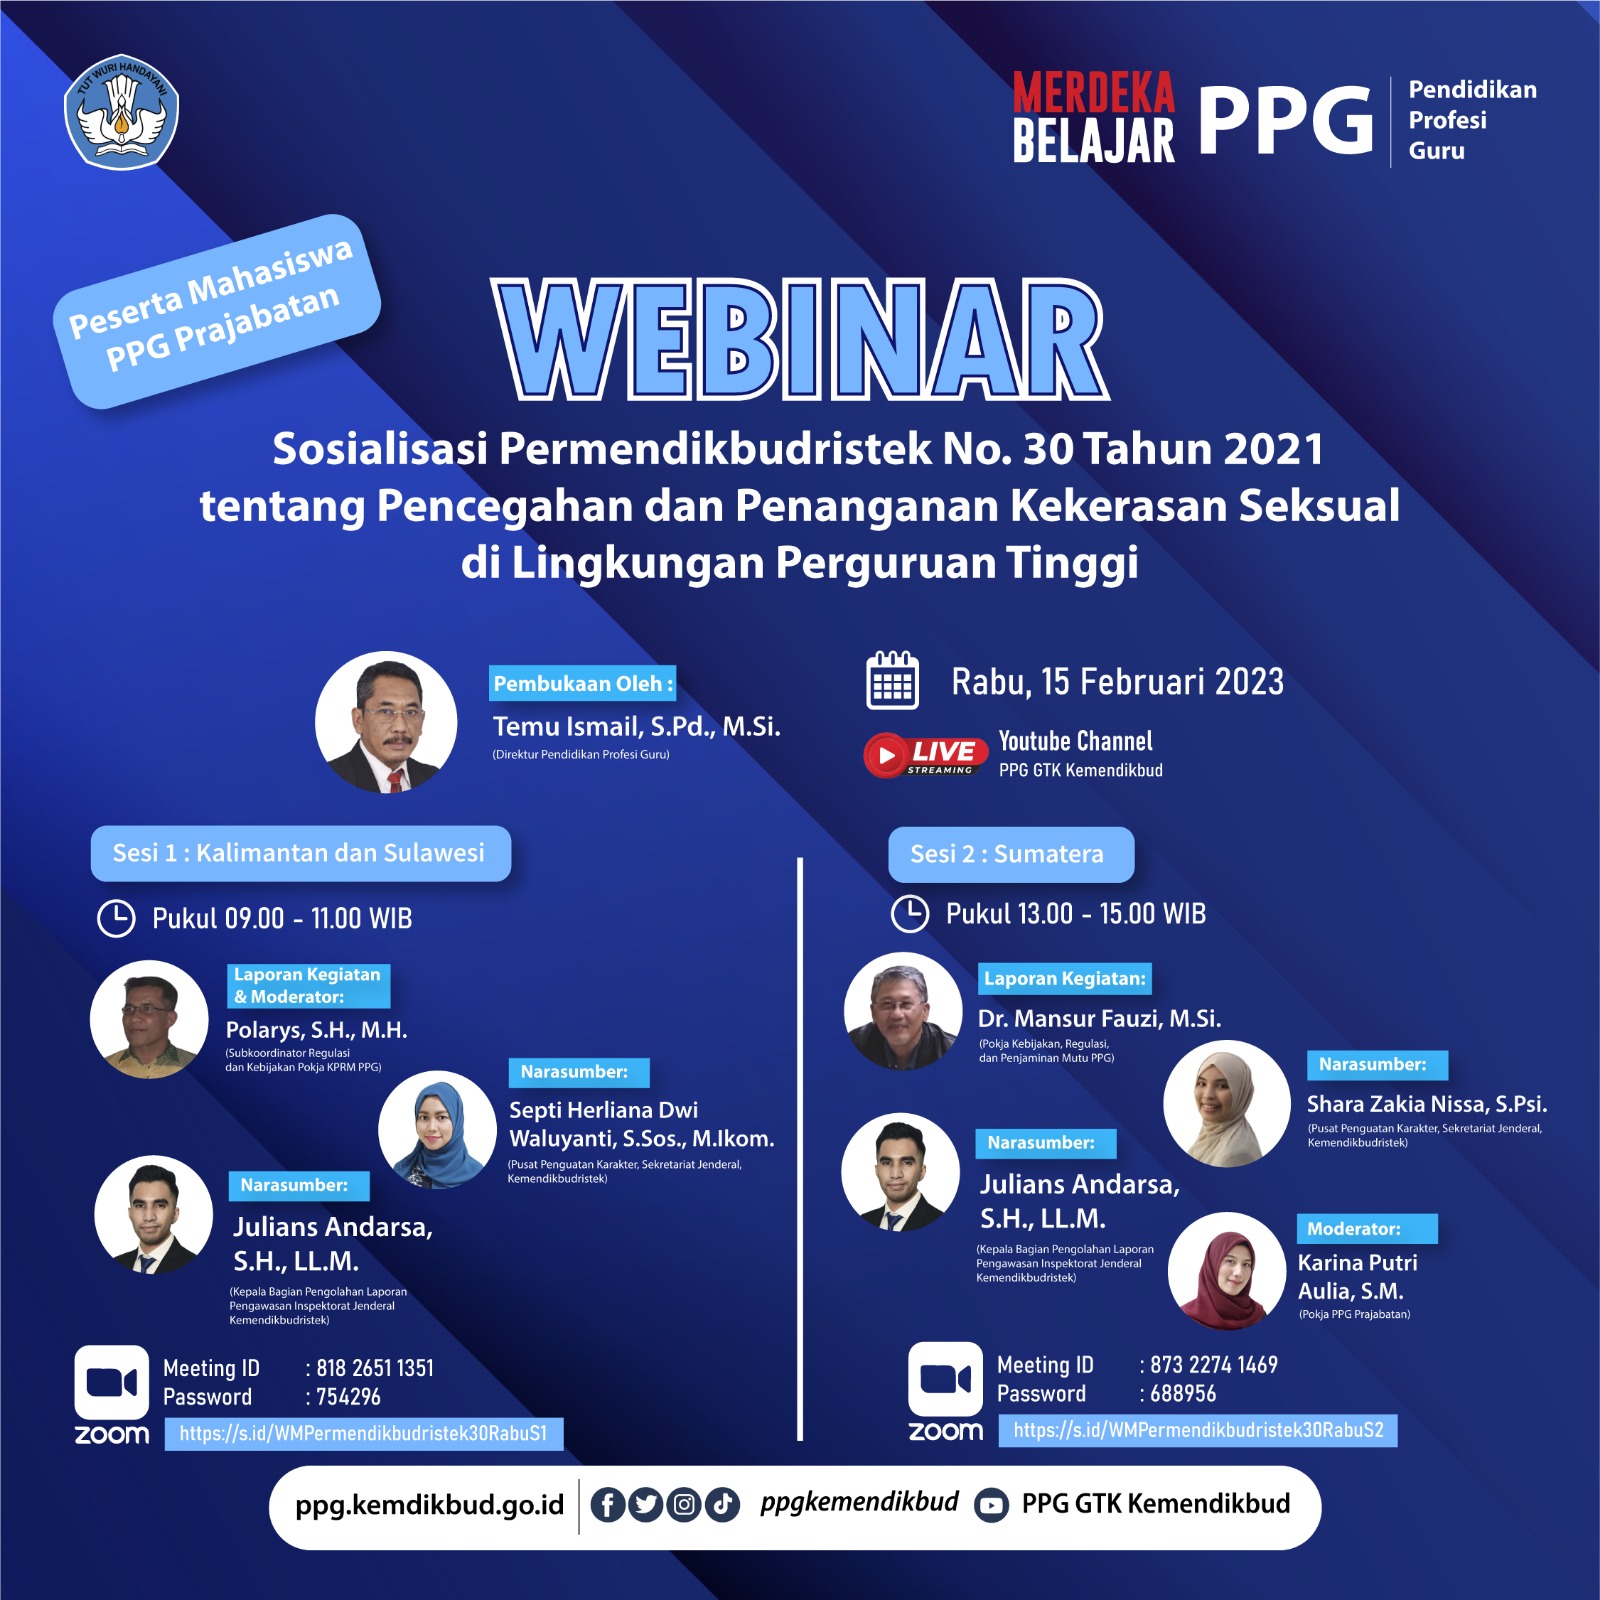 TUT WURI HANDAYANI
MERDEKA
BELAJAR
PPG
Pendidikan
Profesi
Guru
Peserta Mahasiswa
PPG Prajabatan
WEBINAR
Sosialisasi Permendikbudristek No. 30 Tahun 2021
tentang Pencegahan dan Penanganan Kekerasan Seksual
di Lingkungan Perguruan Tinggi
Pembukaan Oleh :
Temu Ismail, S.Pd., M.Si.
(Direktur Pendidikan Profesi Guru)
Rabu, 15 Februari 2023
LIVE
STREAMING
Youtube Channel
PPG GTK Kemendikbud
Sesi 1 : Kalimantan dan Sulawesi
Pukul 09.00 - 11.00 WIB
Laporan Kegiatan
& Moderator:
Polarys, S.H., M.H.
(Subkoordinator Regulasi
dan Kebijakan Pokja KPRM PPG)
Narasumber:
Septi Herliana Dwi
Waluyanti, S.Sos., M.Ikom.
(Pusat Penguatan Karakter, Sekretariat Jenderal,
Kemendikbudristek)
Narasumber:
Julians Andarsa,
S.H., LL.M.
(Kepala Bagian Pengolahan Laporan
Pengawasan Inspektorat Jenderal
Kemendikbudristek)
zoom
Meeting ID : 818 2651 1351
Password : 754296
https://s.id/WMPermendikbudristek30RabuS1
Sesi 2 : Sumatera
Pukul 13.00 - 15.00 WIB
Laporan Kegiatan:
Dr. Mansur Fauzi, M.Si.
(Pokja Kebijakan, Regulasi,
dan Penjaminan Mutu PPG)
Narasumber:
Shara Zakia Nissa, S.Psi.
(Pusat Penguatan Karakter, Sekretariat Jenderal,
Kemendikbudristek)
Narasumber:
Julians Andarsa,
S.H., LL.M.
(Kepala Bagian Pengolahan Laporan
Pengawasan Inspektorat Jenderal
Kemendikbudristek)
Moderator:
Karina Putri
Aulia, S.M.
(Pokja PPG Prajabatan)
zoom
Meeting ID : 873 2274 1469
Password : 688956
https://s.id/WMPermendikbudristek30RabuS2
ppg.kemdikbud.go.id
ppgkemendikbud
PPG GTK Kemendikbud